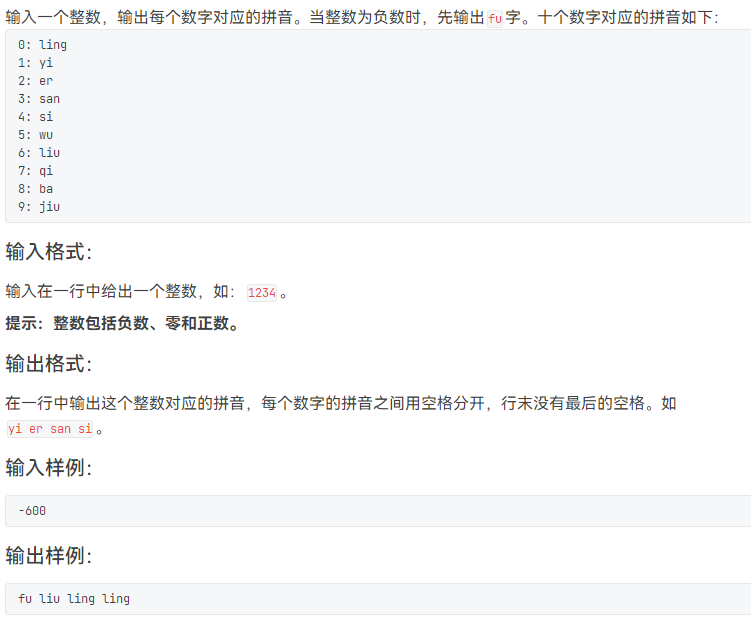 输入一个整数，输出每个数字对应的拼音。当整数为负数时，先输出fu字。十个数字对应的拼音如下：
0: ling
1: yi
2: er
3: san
4: si
5: wu
6: liu
7: qi
8: ba
9: jiu
输入格式：
输入在一行中给出一个整数，如：1234。
提示：整数包括负数、零和正数。
输出格式：
在一行中输出这个整数对应的拼音，每个数字的拼音之间用空格分开，行末没有最后的空格。如
yi er san si。
输入样例：
-600
输出样例：
fu liu ling ling